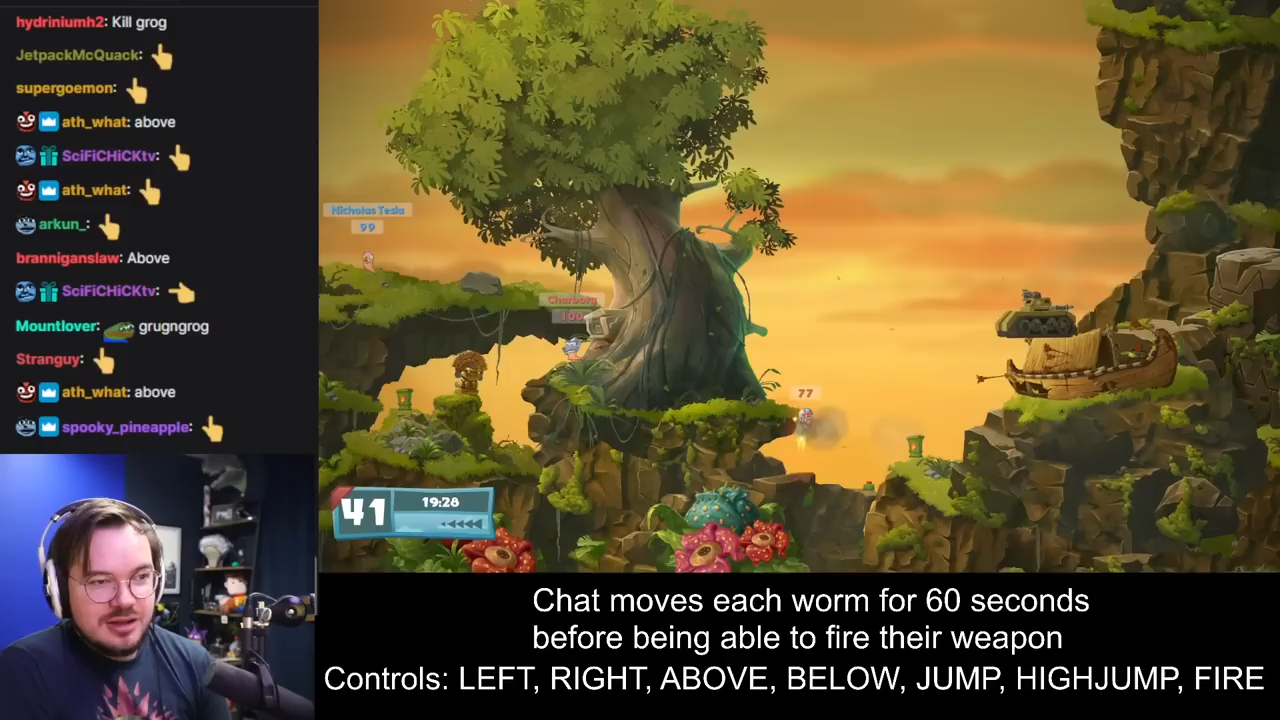 hydriniumh2: Kill grog
JetpackMcQuack:
supergoemon:
ath_what: above
SciFiCHiCKtv:
ath_what:
arkun_:
branniganslaw: Above
SciFiCHiCKtv:
Mountlover: grugngrog
Stranguy:
ath_what: above
spooky_pineapple:
Nicholas Tesla
99
Charborg
100
77
41
19:28
Chat moves each worm for 60 seconds
before being able to fire their weapon
Controls: LEFT, RIGHT, ABOVE, BELOW, JUMP, HIGHJUMP, FIRE